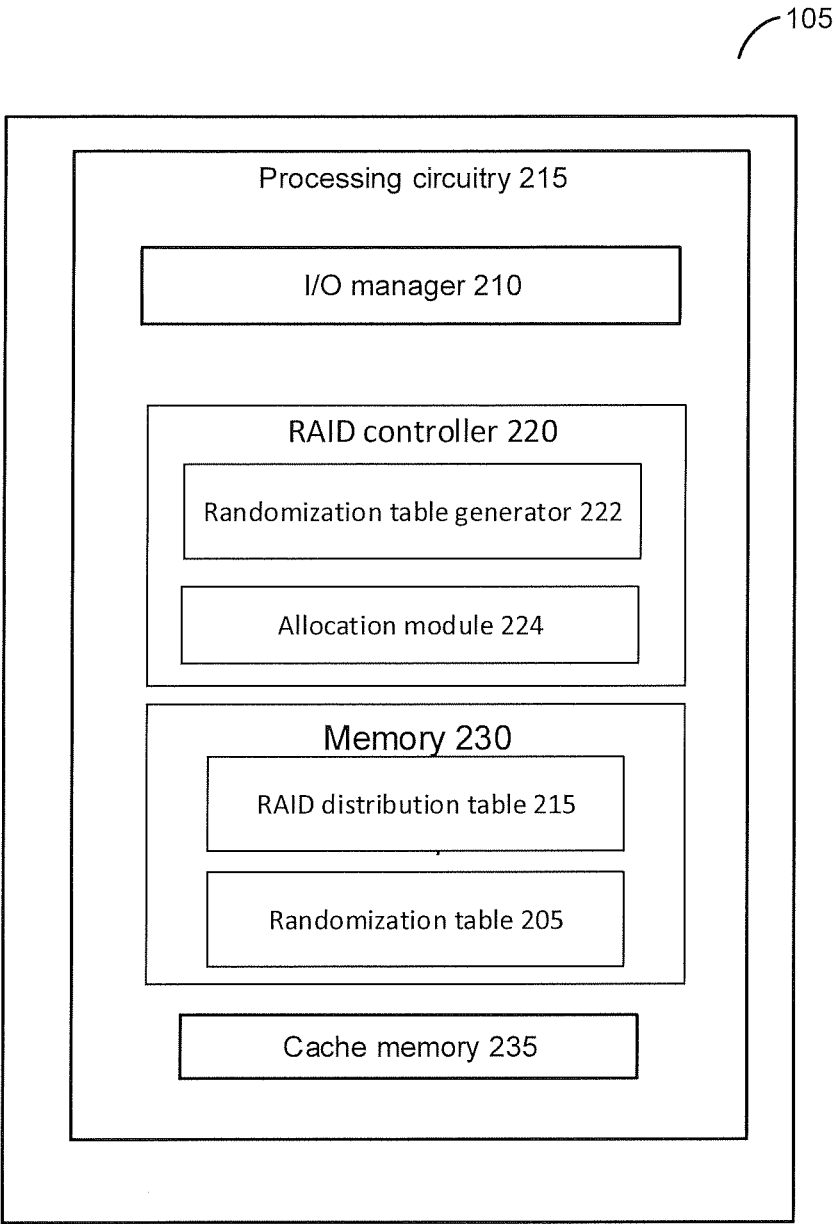 105
Processing circuitry 215
I/O manager 210
RAID controller 220
Randomization table generator 222
Allocation module 224
Memory 230
RAID distribution table 215
Randomization table 205
Cache memory 235